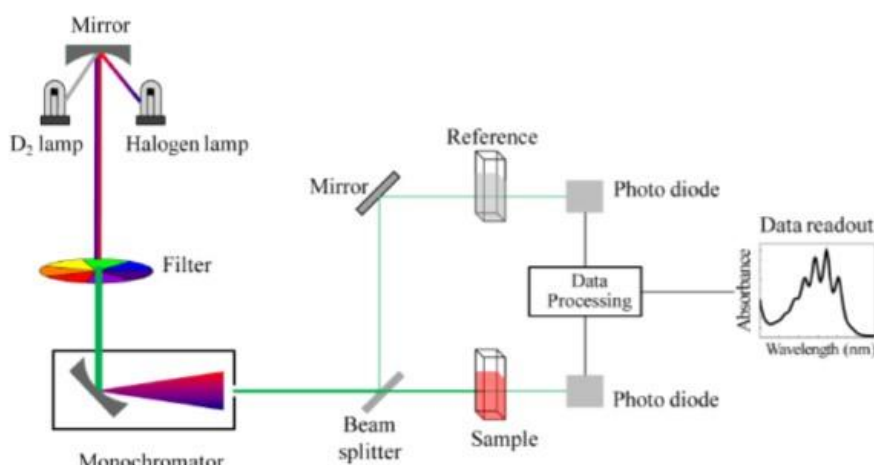 Mirror
D₂ lamp
Halogen lamp
Filter
Monochromator
Mirror
Reference
Photo diode
Data
Processing
Beam
splitter
Sample
Photo diode
Data readout
Absorbance
Wavelength (nm)